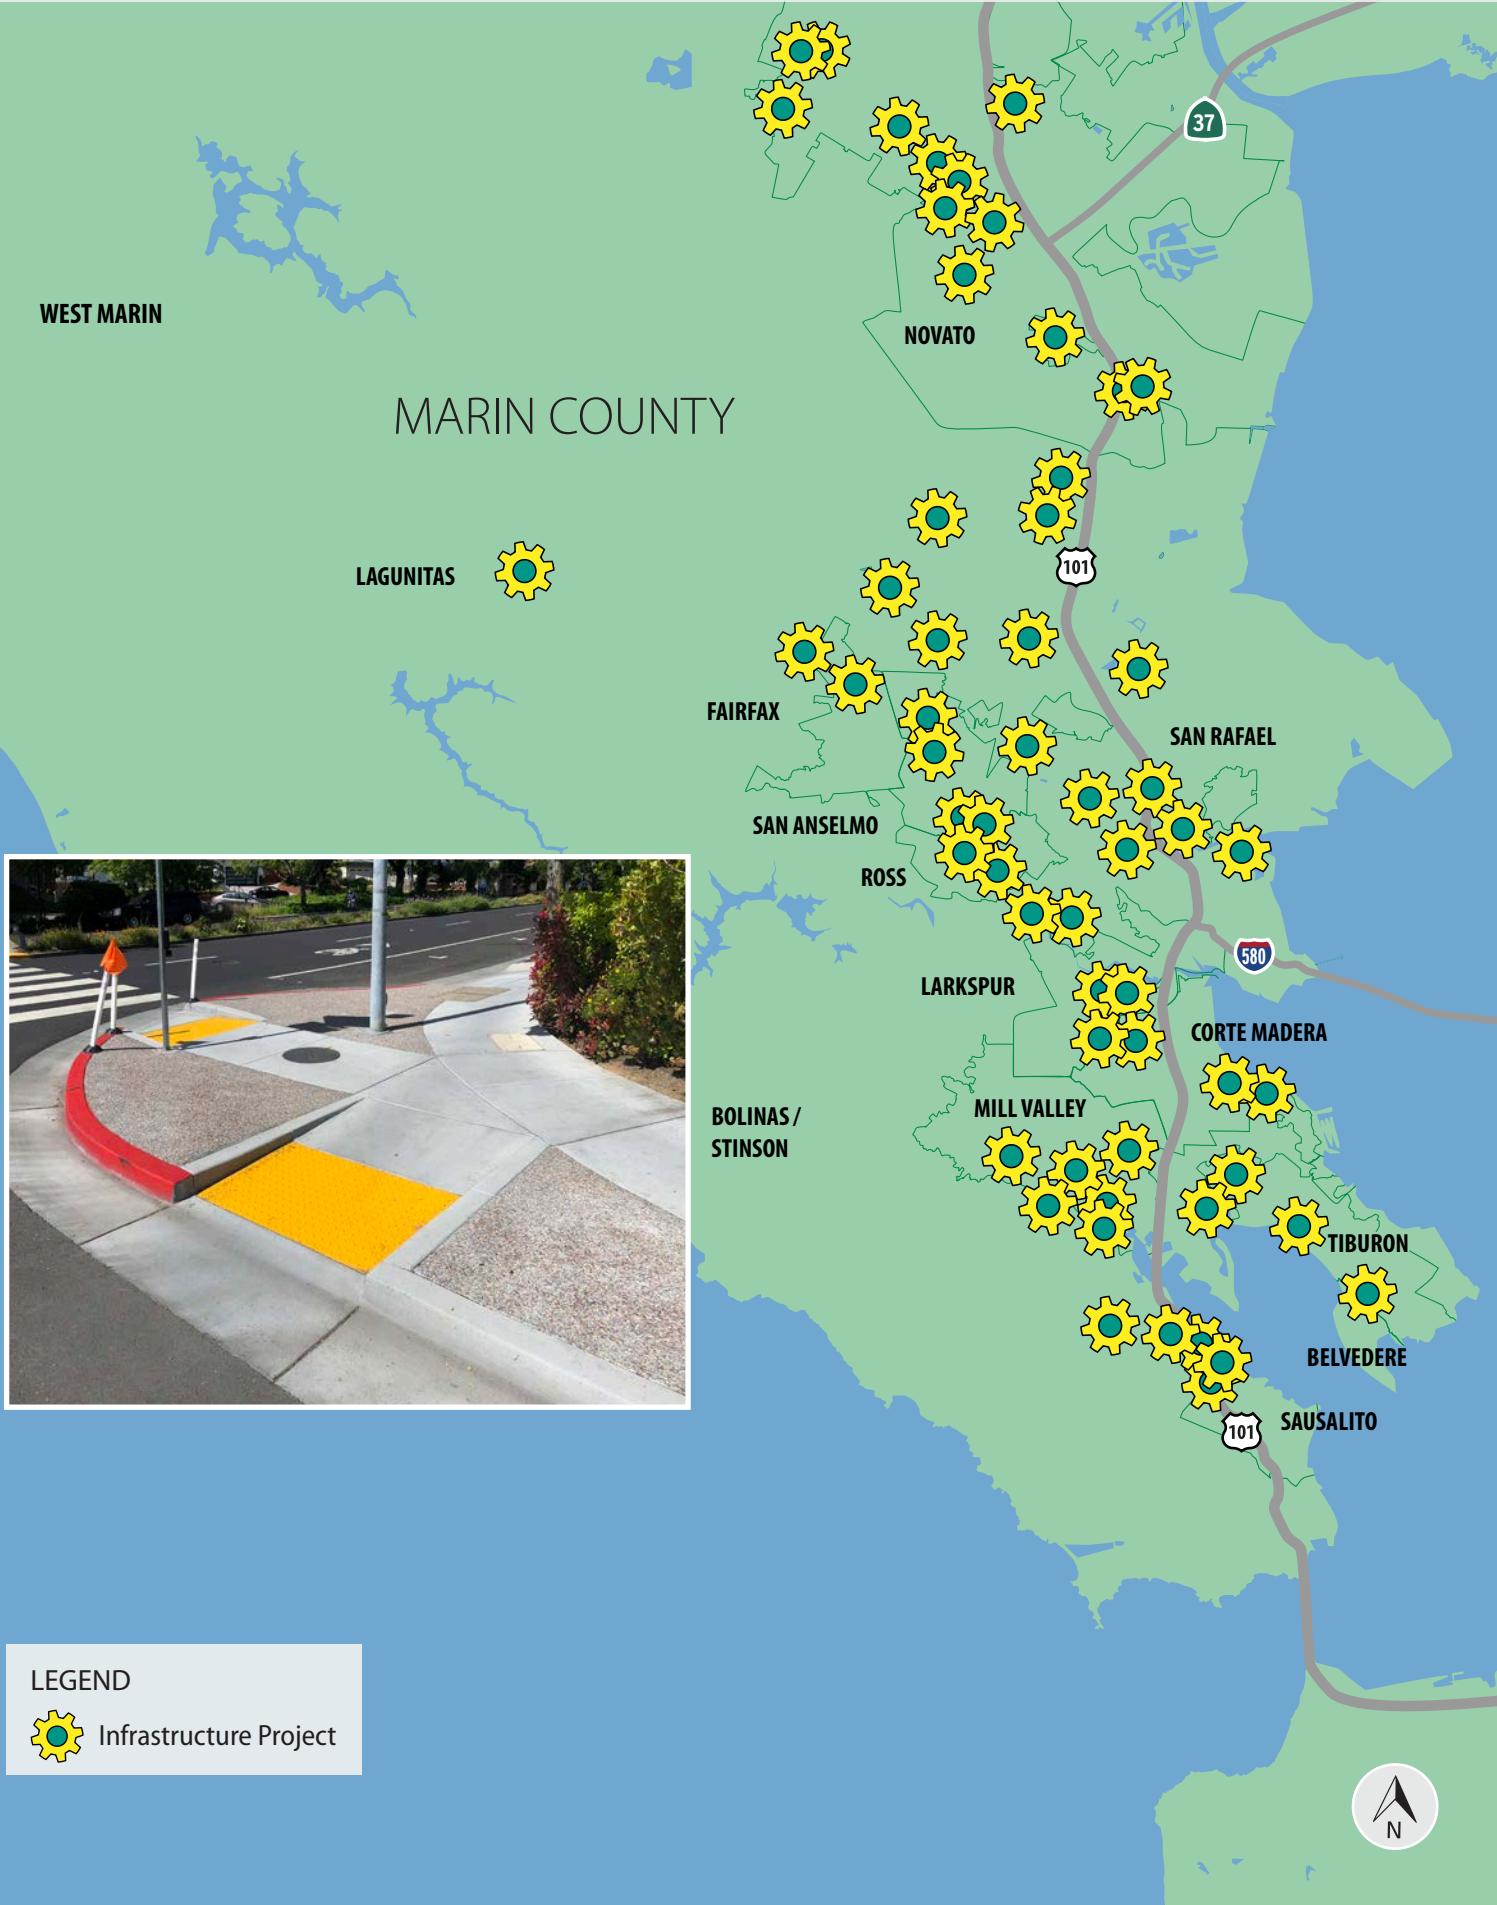 37
WEST MARIN
NOVATO
MARIN COUNTY
101
LAGUNITAS
FAIRFAX
SAN RAFAEL
SAN ANSELMO
ROSS
580
LARKSPUR
CORTE MADERA
MILL VALLEY
BOLINAS /
STINSON
TIBURON
BELVEDERE
SAUSALITO
101
LEGEND
Infrastructure Project
N